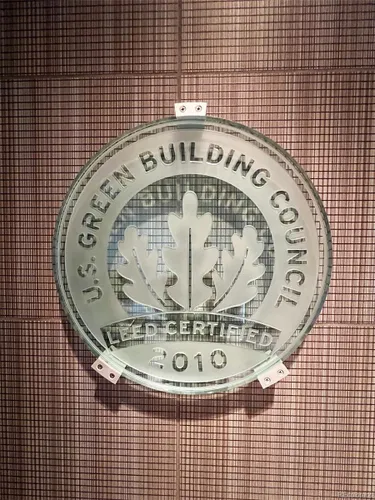 U.S. GREEN BUILDING COUNCIL
LEED CERTIFIED
2010